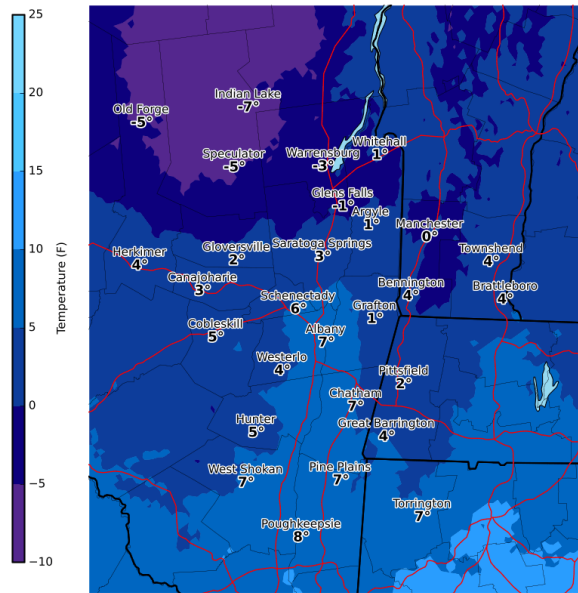 25
20
15
10
5
0
−5
−10
Temperature (F)
Indian Lake
-7°
Old Forge
-5°
Whitehall
1°
Speculator
-5°
Warrensburg
-3°
Glens Falls
-1°
Argyle
1°
Manchester
0°
Herkimer
4°
Gloversville
2°
Saratoga Springs
3°
Townshend
4°
Canajoharie
3°
Bennington
4°
Brattleboro
4°
Schenectady
6°
Grafton
1°
Cobleskill
5°
Albany
7°
Westerlo
4°
Pittsfield
2°
Chatham
7°
Hunter
5°
Great Barrington
4°
West Shokan
7°
Pine Plains
7°
Torrington
7°
Poughkeepsie
8°